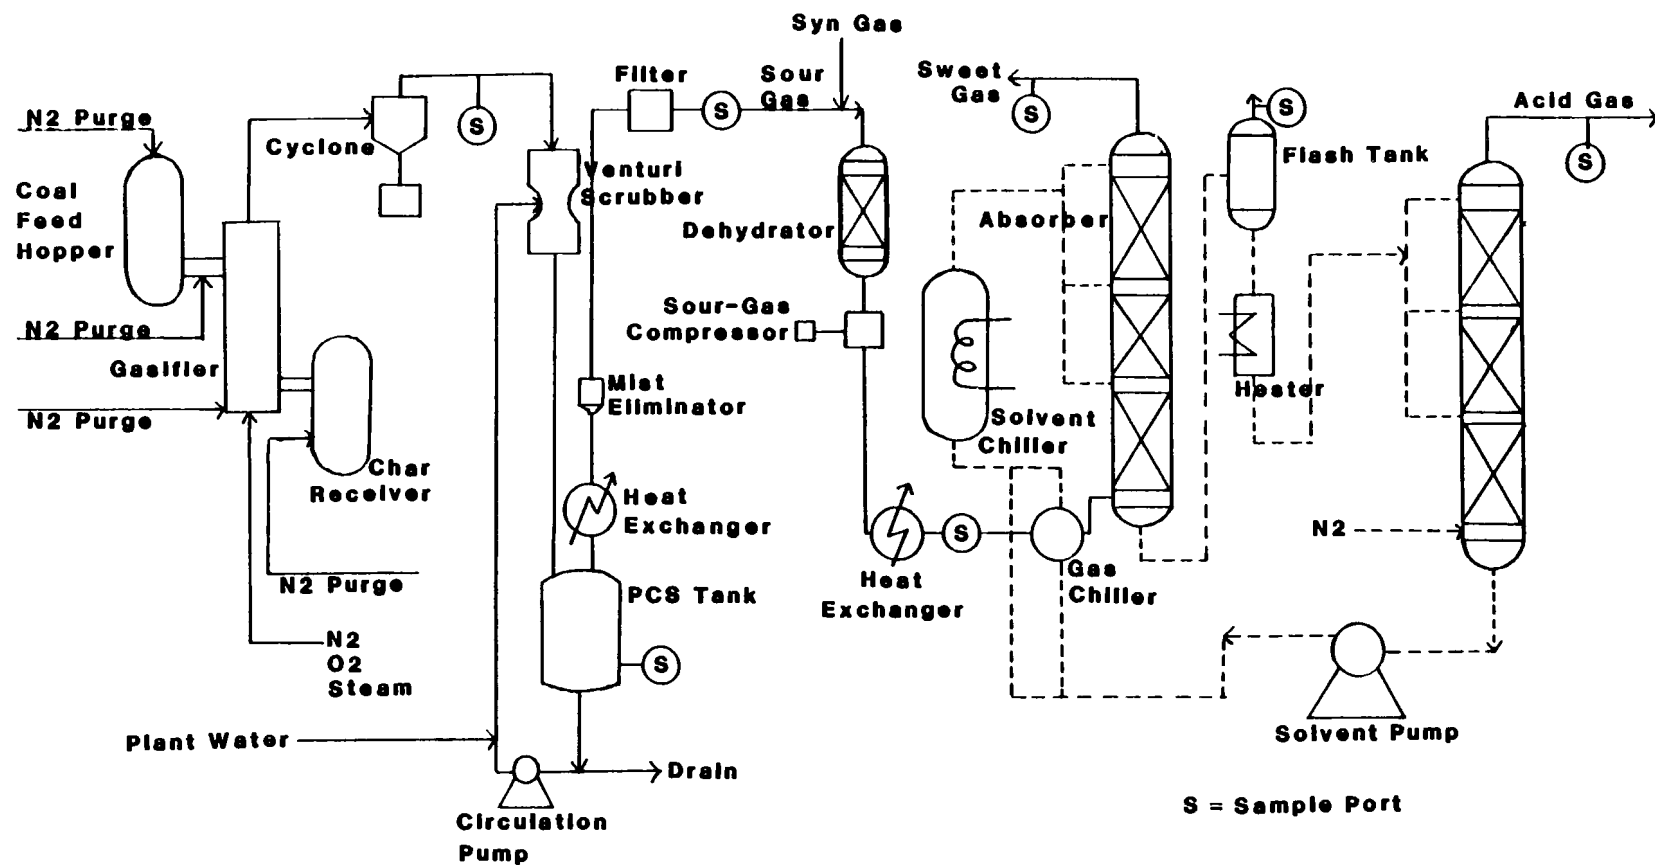 Syn Gas
Filter
Sour
Gas
Sweet
Gas
Acid Gas
N2 Purge
S
S
S
S
S
Cyclone
Venturi
Scrubber
Flash Tank
Coal
Feed
Hopper
Dehydrator
Absorber
N2 Purge
Sour-Gas
Compressor
Gasifier
Mist
Eliminator
Heater
N2 Purge
Solvent
Chiller
Char
Receiver
Heat
Exchanger
S
N2
N2 Purge
PCS Tank
Heat
Exchanger
Gas
Chiller
N2
O2
Steam
S
Plant Water
Solvent Pump
Drain
S = Sample Port
Circulation
Pump